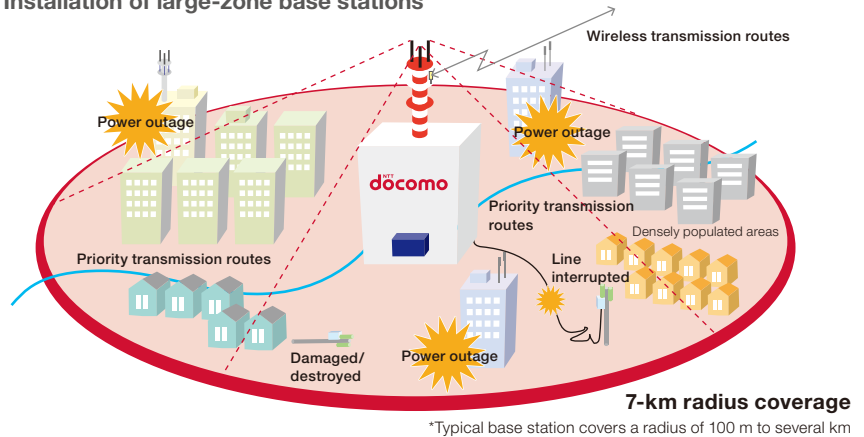 Installation of large-zone base stations
Wireless transmission routes
Power outage
Power outage
NTT
docomo
Priority transmission
routes
Densely populated areas
Priority transmission routes
Line
interrupted
Damaged/
destroyed
Power outage
7-km radius coverage
*Typical base station covers a radius of 100 m to several km